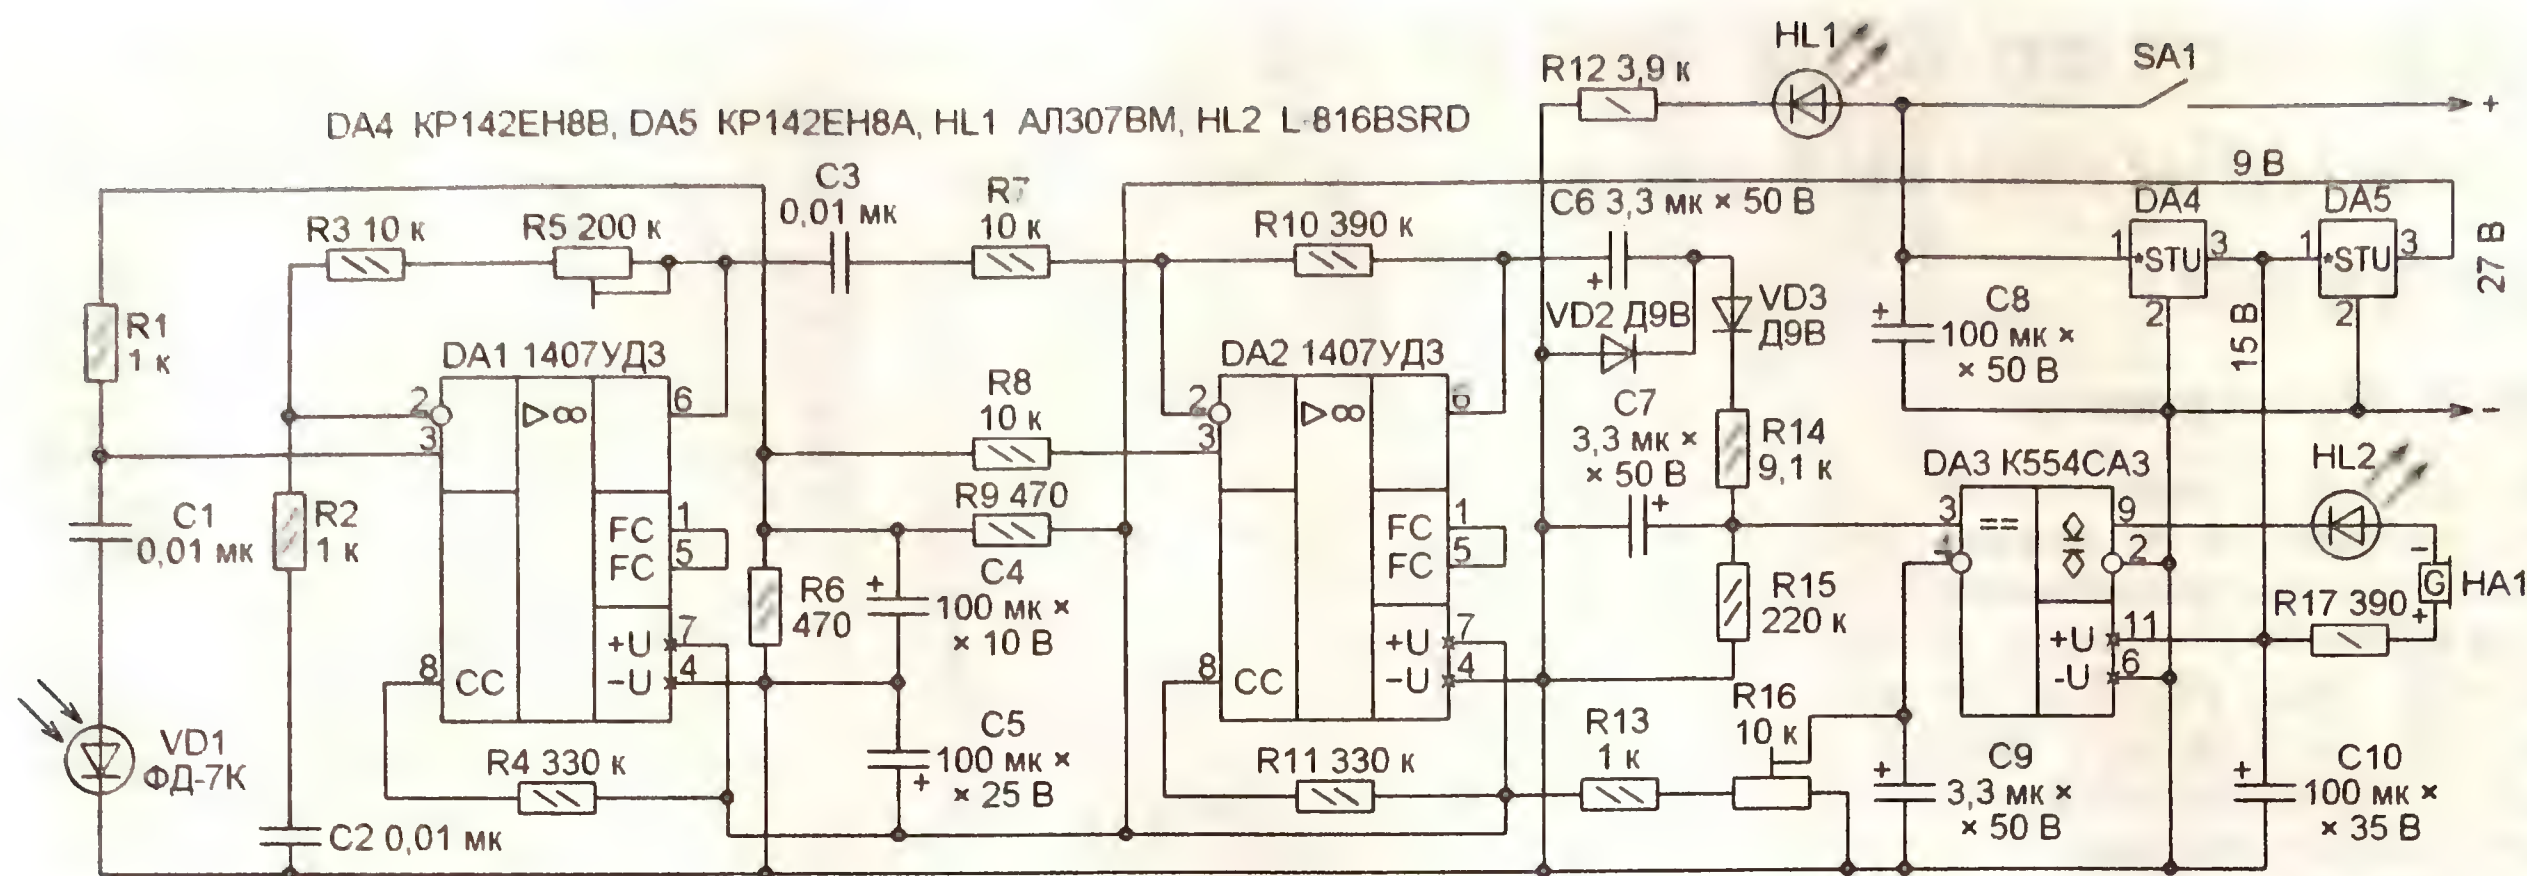 HL1
SA1
R12 3,9 к
DA4 КР142ЕН8В, DA5 КР142ЕН8А, HL1 АЛ307ВМ, HL2 L-816BSRD
+
9 В
C3
0,01 мк
R7
10 к
C6 3,3 мк × 50 В
DA4
DA5
R3 10 к
R5 200 к
R10 390 к
+
1
*STU
3
1
*STU
3
2
2
27 В
15 В
VD2 Д9В
VD3
Д9В
+
C8
100 мк ×
× 50 В
R1
1 к
DA1 1407УД3
DA2 1407УД3
R8
10 к
C7
3,3 мк ×
× 50 В
+
R14
9,1 к
-
2
3
▷∞
6
2
3
▷∞
6
DA3 К554СА3
HL2
C1
0,01 мк
R2
1 к
FC
1
FC
5
R9 470
C4
100 мк ×
× 10 В
+
FC
1
FC
5
3
4
==
9
2
-
G
HA1
+
R6
470
R15
220 к
R17 390
8
CC
+U
7
-U
4
8
CC
+U
7
-U
4
+U
11
-U
6
VD1
ФД-7К
R4 330 к
C5
100 мк ×
× 25 В
+
R11 330 к
R13
1 к
R16
10 к
+
C9
3,3 мк ×
× 50 В
+
C10
100 мк ×
× 35 В
C2 0,01 мк